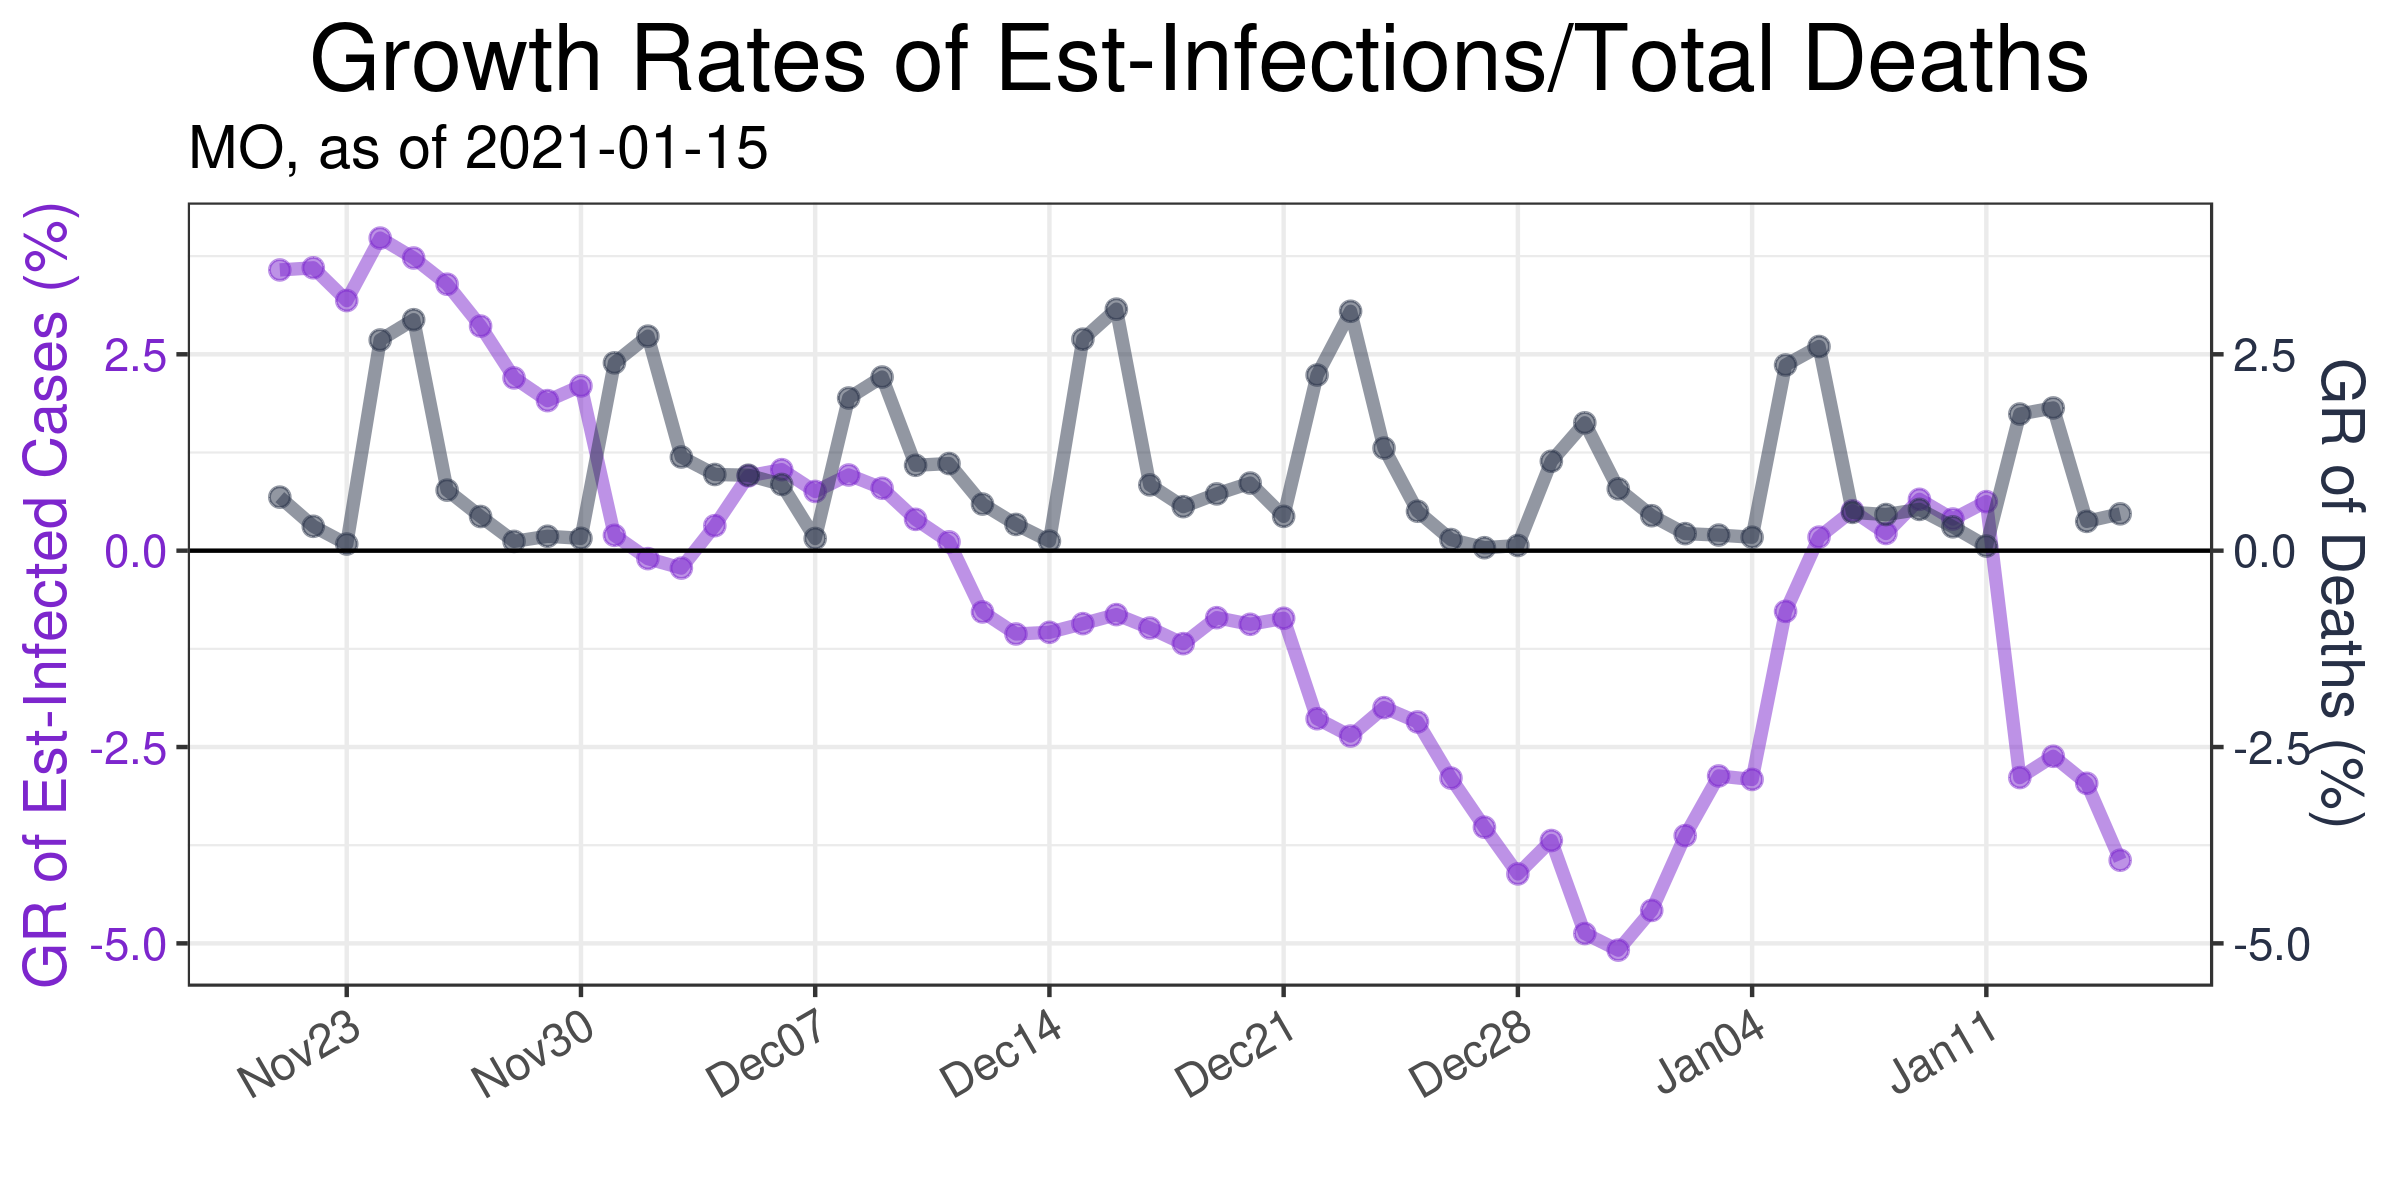 Growth Rates of Est-Infections/Total Deaths
MO, as of 2021-01-15
GR of Est-Infected Cases (%)
2.5
0.0
-2.5
-5.0
2.5
0.0
-2.5
-5.0
GR of Deaths (%)
Nov23
Nov30
Dec07
Dec14
Dec21
Dec28
Jan04
Jan11